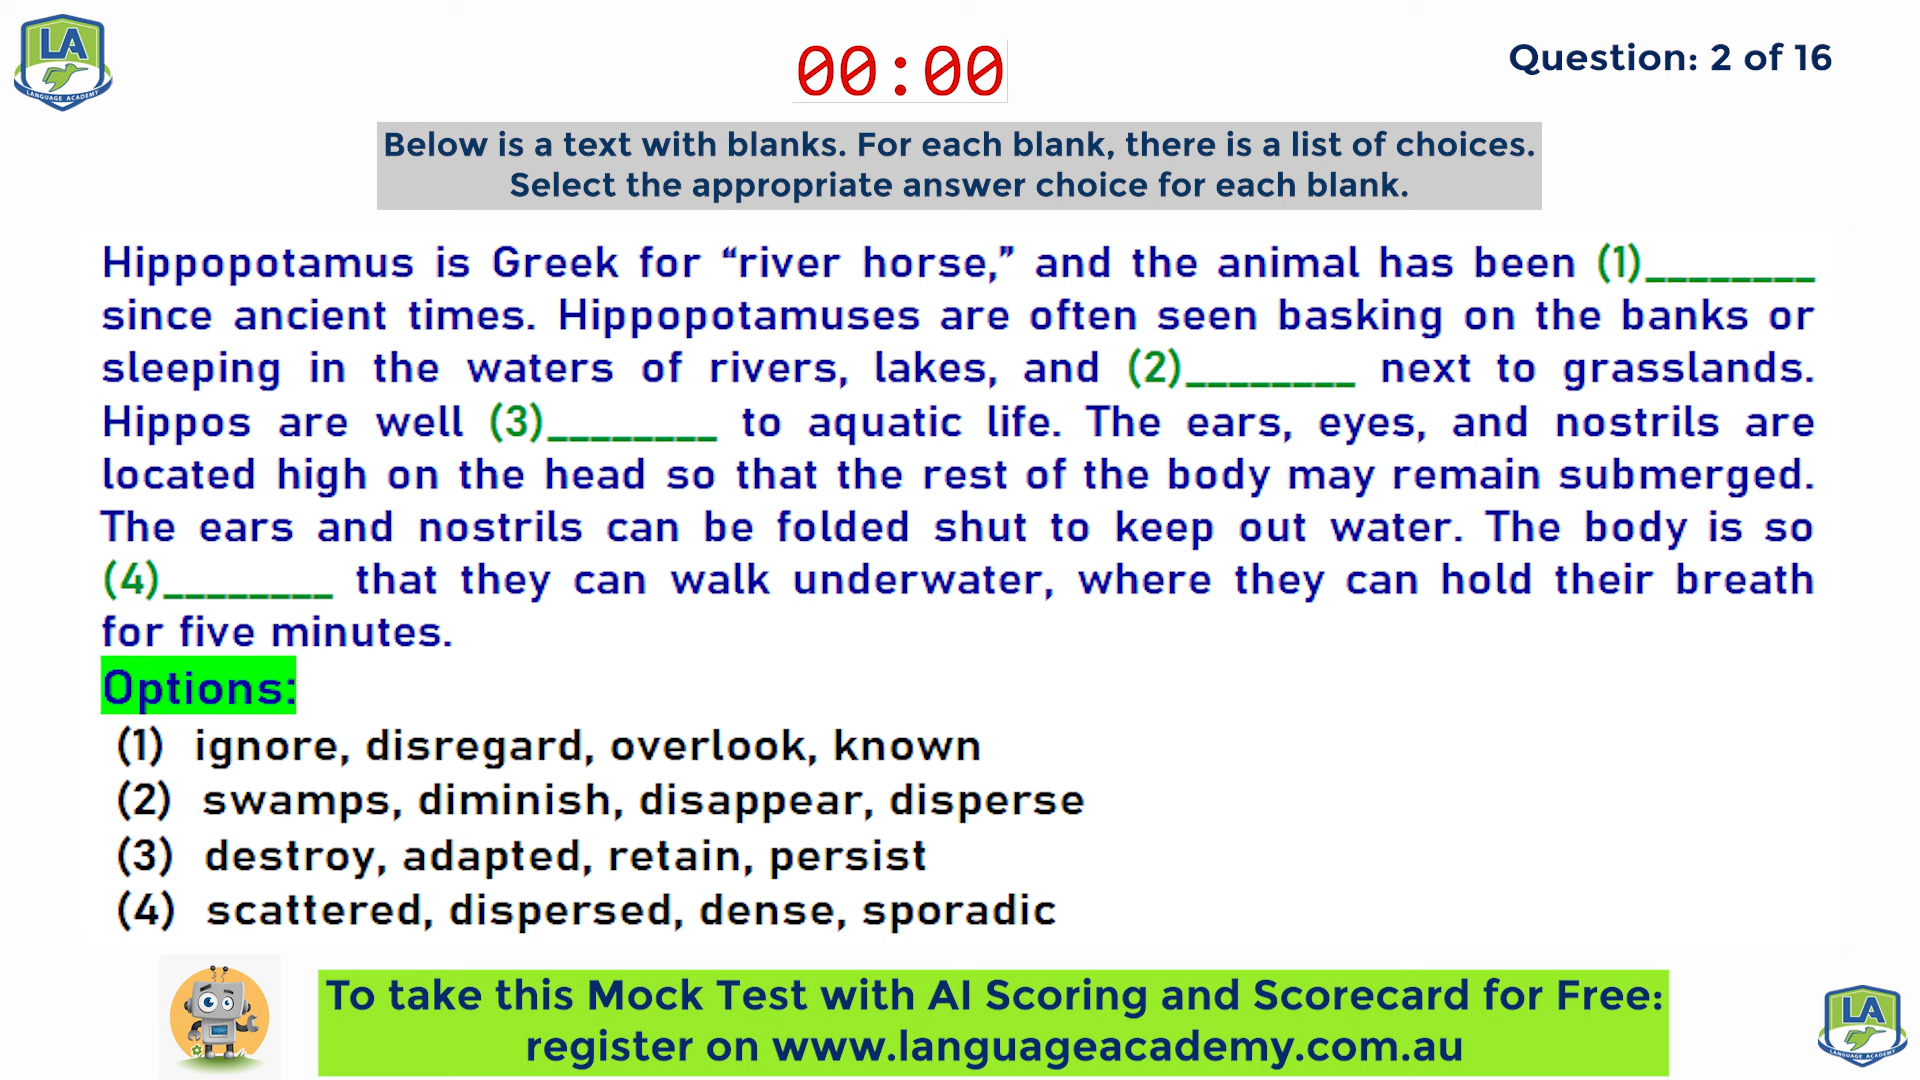 LA
LANGUAGE ACADEMY
00:00
Question: 2 of 16
Below is a text with blanks. For each blank, there is a list of choices.
Select the appropriate answer choice for each blank.
Hippopotamus is Greek for “river horse,” and the animal has been (1)________
since ancient times. Hippopotamuses are often seen basking on the banks or
sleeping in the waters of rivers, lakes, and (2)________ next to grasslands.
Hippos are well (3)________ to aquatic life. The ears, eyes, and nostrils are
located high on the head so that the rest of the body may remain submerged.
The ears and nostrils can be folded shut to keep out water. The body is so
(4)________ that they can walk underwater, where they can hold their breath
for five minutes.
Options:
(1) ignore, disregard, overlook, known
(2) swamps, diminish, disappear, disperse
(3) destroy, adapted, retain, persist
(4) scattered, dispersed, dense, sporadic
To take this Mock Test with AI Scoring and Scorecard for Free:
register on www.languageacademy.com.au
LA
LANGUAGE ACADEMY